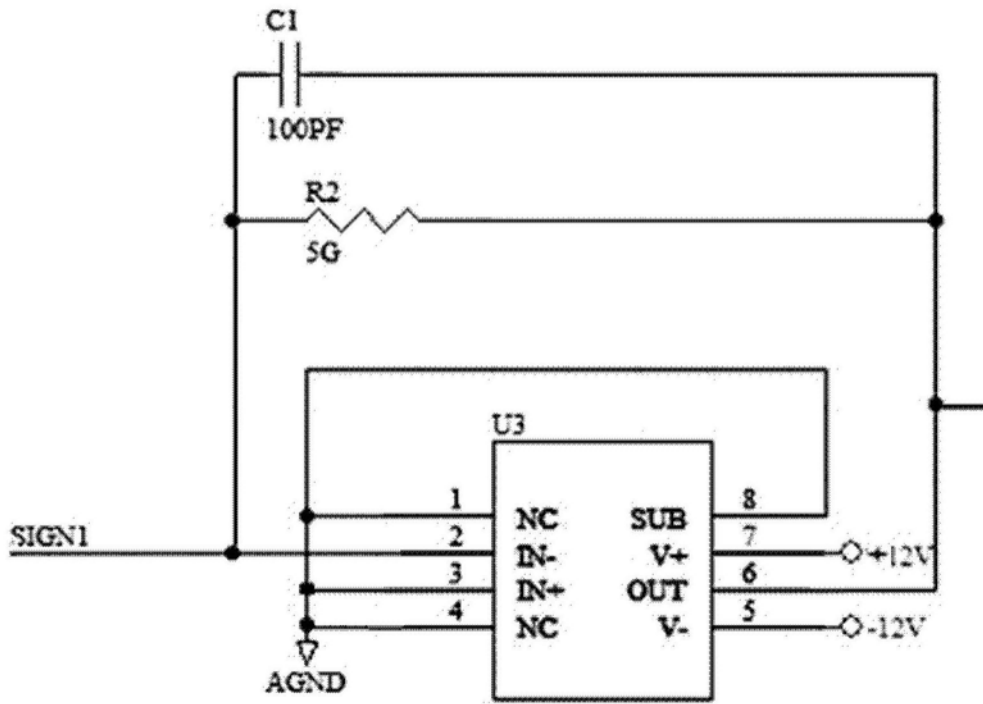 C1
100PF
R2
5G
U3
1 NC SUB 8
SIGN1
2 IN- V+ 7 +12V
3 IN+ OUT 6
4 NC V- 5 -12V
AGND